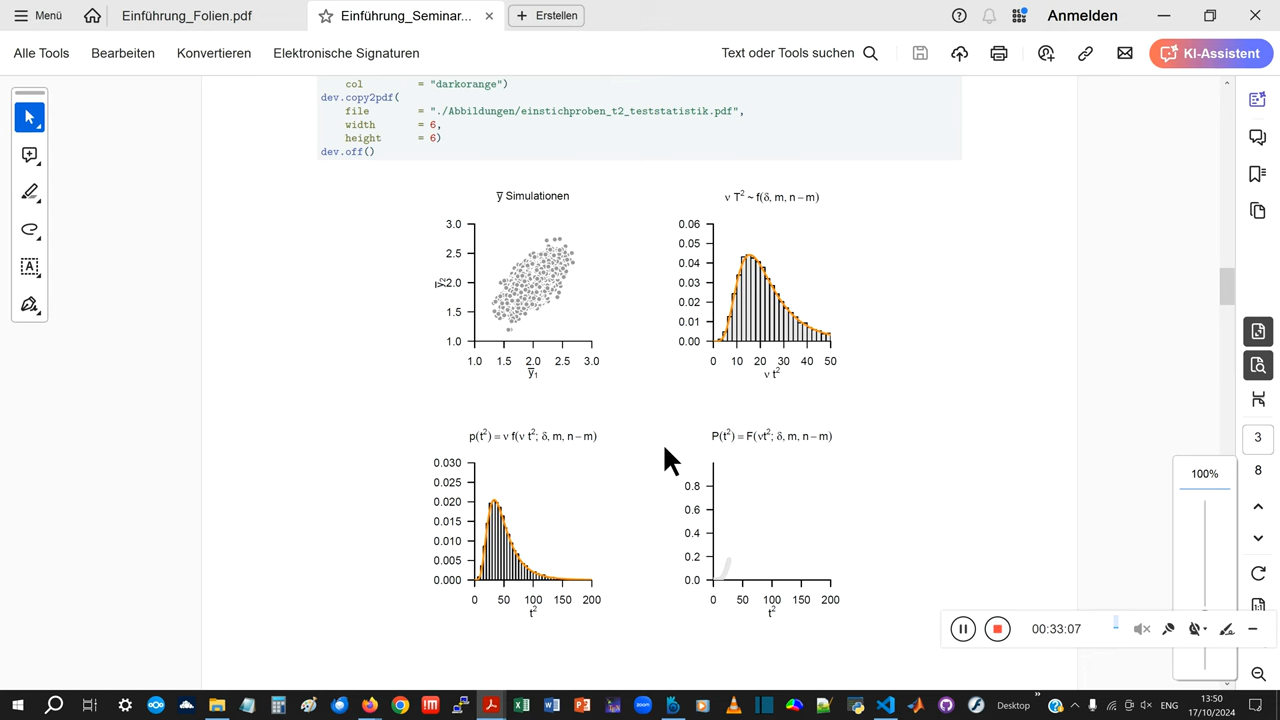 Menü
Einführung_Folien.pdf
Einführung_Seminar...
Erstellen
Anmelden
Alle Tools
Bearbeiten
Konvertieren
Elektronische Signaturen
Text oder Tools suchen
KI-Assistent
col = "darkorange")
dev.copy2pdf(
file = "./Abbildungen/einstichproben_t2_teststatistik.pdf",
width = 6,
height = 6)
dev.off()
y̅ Simulationen
3.0
2.5
2.0
1.5
1.0
y̅₂
1.0 1.5 2.0 2.5 3.0
y̅₁
ν T² ~ f(δ, m, n − m)
0.06
0.05
0.04
0.03
0.02
0.01
0.00
0 10 20 30 40 50
ν t²
p(t²) = ν f(ν t²; δ, m, n − m)
0.030
0.025
0.020
0.015
0.010
0.005
0.000
0 50 100 150 200
t²
P(t²) = F(νt²; δ, m, n − m)
0.8
0.6
0.4
0.2
0.0
0 50 100 150 200
t²
3
8
100%
00:33:07
Desktop
ENG
13:50
17/10/2024